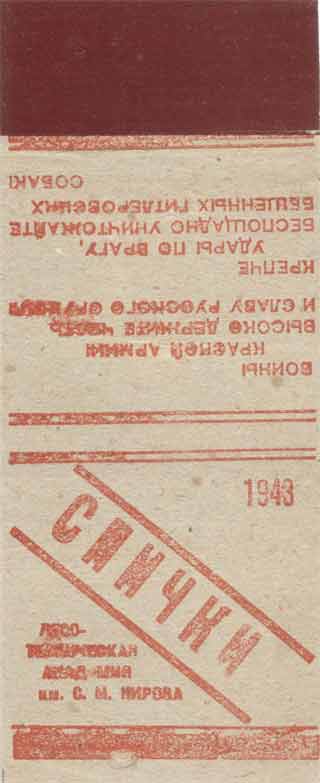 ВОИНЫ
КРАСНОЙ АРМИИ
ВЫСОКО ДЕРЖИТЕ ЧЕСТЬ
И СЛАВУ РУССКОГО ОРУЖИЯ
КРЕПЧЕ
УДАРЫ ПО ВРАГУ,
БЕСПОЩАДНО УНИЧТОЖАЙТЕ
БЕШЕННЫХ ГИТЛЕРОВСКИХ
СОБАК!
1943
СПИЧКИ
ЛЕСО-
ТЕХНИЧЕСКАЯ
АКАДЕМИЯ
им. С. М. КИРОВА